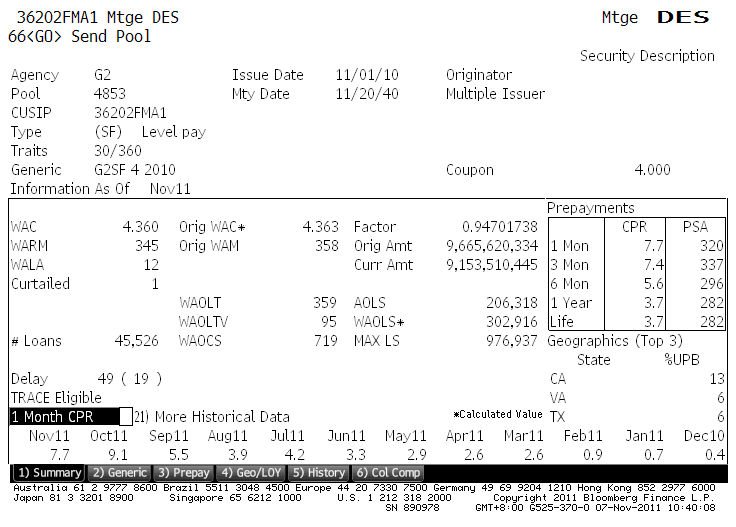 36202FMA1 Mtge DES Mtge DES
66<GO> Send Pool
Security Description
Agency G2 Issue Date 11/01/10 Originator
Pool 4853 Mty Date 11/20/40 Multiple Issuer
CUSIP 36202FMA1
Type (SF) Level pay
Traits 30/360
Generic G2SF 4 2010 Coupon 4.000
Information As Of Nov11
Prepayments
WAC 4.360 Orig WAC* 4.363 Factor 0.94701738 CPR PSA
WARM 345 Orig WAM 358 Orig Amt 9,665,620,334 1 Mon 7.7 320
WALA 12 Curr Amt 9,153,510,445 3 Mon 7.4 337
Curtailed 1 6 Mon 5.6 296
WAOLT 359 AOLS 206,318 1 Year 3.7 282
WAOLTV 95 WAOLS* 302,916 Life 3.7 282
# Loans 45,526 WAOCS 719 MAX LS 976,937 Geographics (Top 3)
State %UPB
Delay 49 ( 19 ) CA 13
TRACE Eligible VA 6
1 Month CPR 21) More Historical Data *Calculated Value TX 6
Nov11 Oct11 Sep11 Aug11 Jul11 Jun11 May11 Apr11 Mar11 Feb11 Jan11 Dec10
7.7 9.1 5.5 3.9 4.2 3.3 2.9 2.6 2.6 0.9 0.7 0.4
1) Summary 2) Generic 3) Prepay 4) Geo/LOY 5) History 6) Col Comp
Australia 61 2 9777 8600 Brazil 5511 3048 4500 Europe 44 20 7330 7500 Germany 49 69 9204 1210 Hong Kong 852 2977 6000
Japan 81 3 3201 8900 Singapore 65 6212 1000 U.S. 1 212 318 2000 Copyright 2011 Bloomberg Finance L.P.
SN 890978 GMT+8:00 G525-370-0 07-Nov-2011 10:40:08